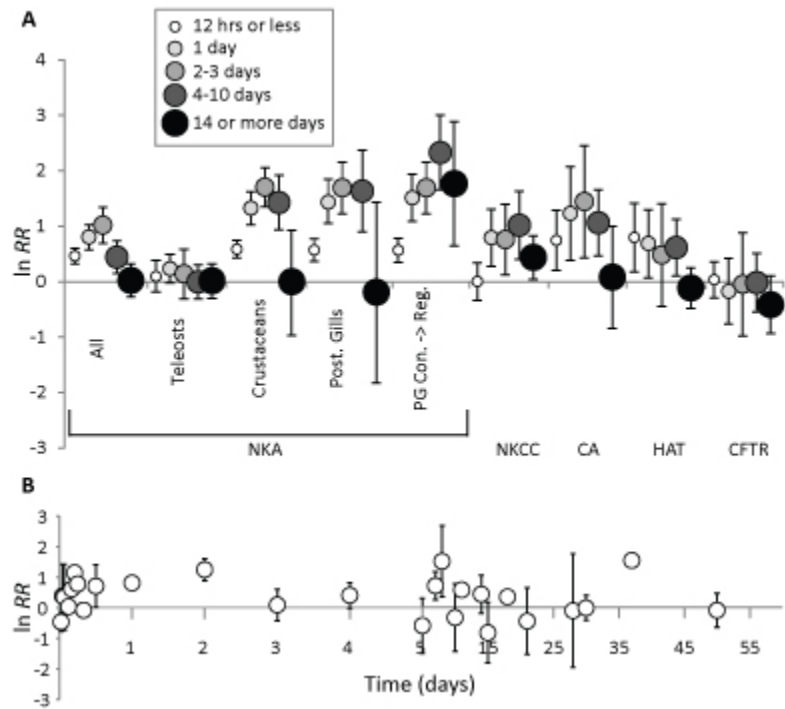 A
12 hrs or less
1 day
2-3 days
4-10 days
14 or more days
4
3
2
1
0
-1
-2
-3
ln RR
All
Teleosts
Crustaceans
Post. Gills
PG Con. -> Reg.
NKA
NKCC
CA
HAT
CFTR
B
3
2
1
0
-1
-2
-3
ln RR
1 2 3 4 5 15 25 35 45 55
Time (days)